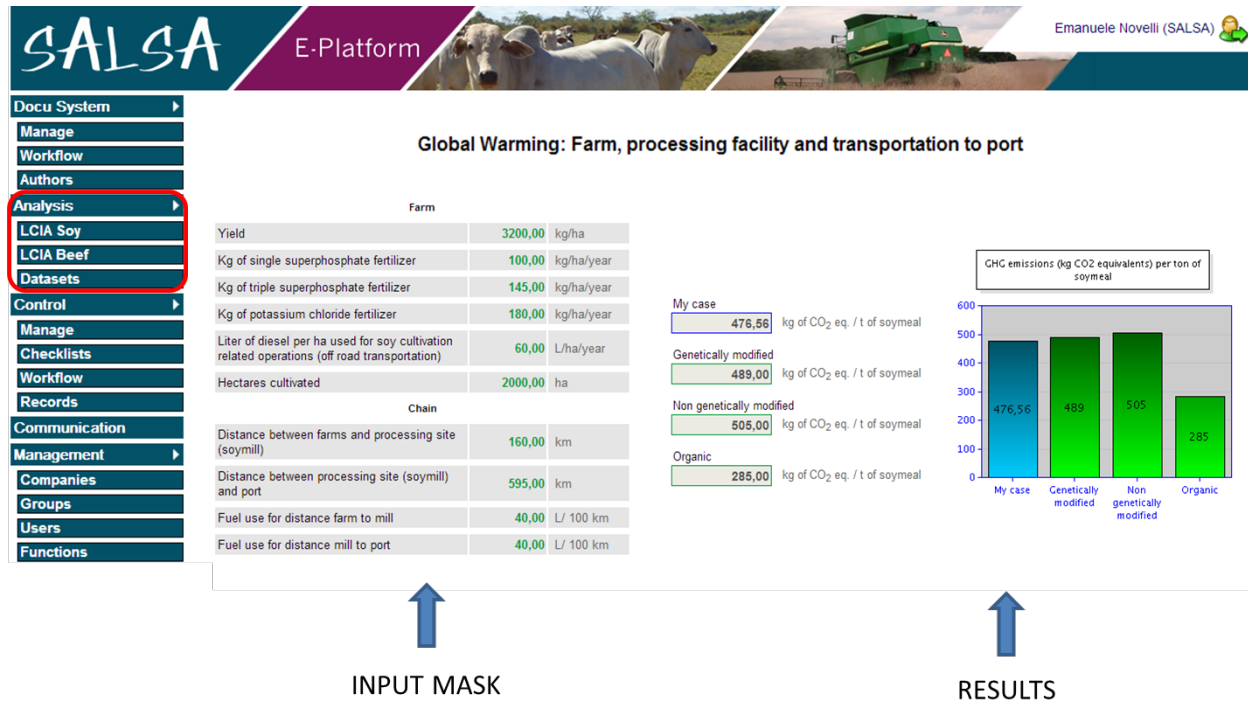 SALSA
E-Platform
Emanuele Novelli (SALSA)
Docu System
Manage
Workflow
Authors
Analysis
LCIA Soy
LCIA Beef
Datasets
Control
Manage
Checklists
Workflow
Records
Communication
Management
Companies
Groups
Users
Functions
Global Warming: Farm, processing facility and transportation to port
Farm
Yield 3200,00 kg/ha
Kg of single superphosphate fertilizer 100,00 kg/ha/year
Kg of triple superphosphate fertilizer 145,00 kg/ha/year
Kg of potassium chloride fertilizer 180,00 kg/ha/year
Liter of diesel per ha used for soy cultivation
related operations (off road transportation) 60,00 L/ha/year
Hectares cultivated 2000,00 ha
Chain
Distance between farms and processing site
(soymill) 160,00 km
Distance between processing site (soymill)
and port 595,00 km
Fuel use for distance farm to mill 40,00 L/ 100 km
Fuel use for distance mill to port 40,00 L/ 100 km
My case
476,56 kg of CO2 eq. / t of soymeal
Genetically modified
489,00 kg of CO2 eq. / t of soymeal
Non genetically modified
505,00 kg of CO2 eq. / t of soymeal
Organic
285,00 kg of CO2 eq. / t of soymeal
GHG emissions (kg CO2 equivalents) per ton of
soymeal
600
500
400
300
200
100
0
476,56
489
505
285
My case
Genetically
modified
Non
genetically
modified
Organic
INPUT MASK
RESULTS